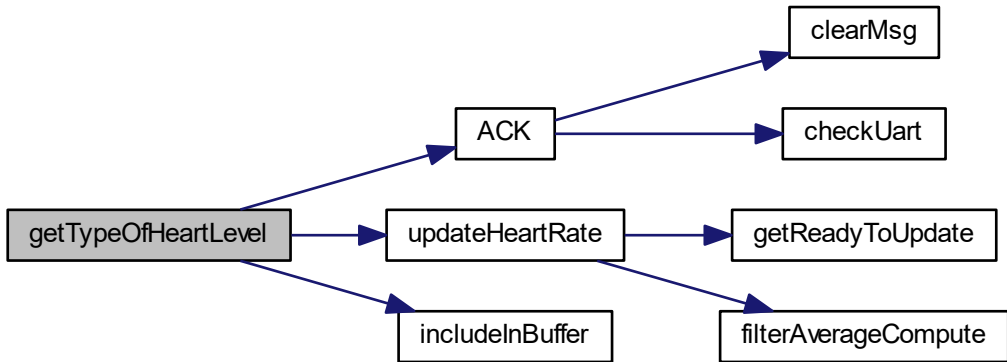 clearMsg
ACK
checkUart
getTypeOfHeartLevel
updateHeartRate
getReadyToUpdate
includeInBuffer
filterAverageCompute